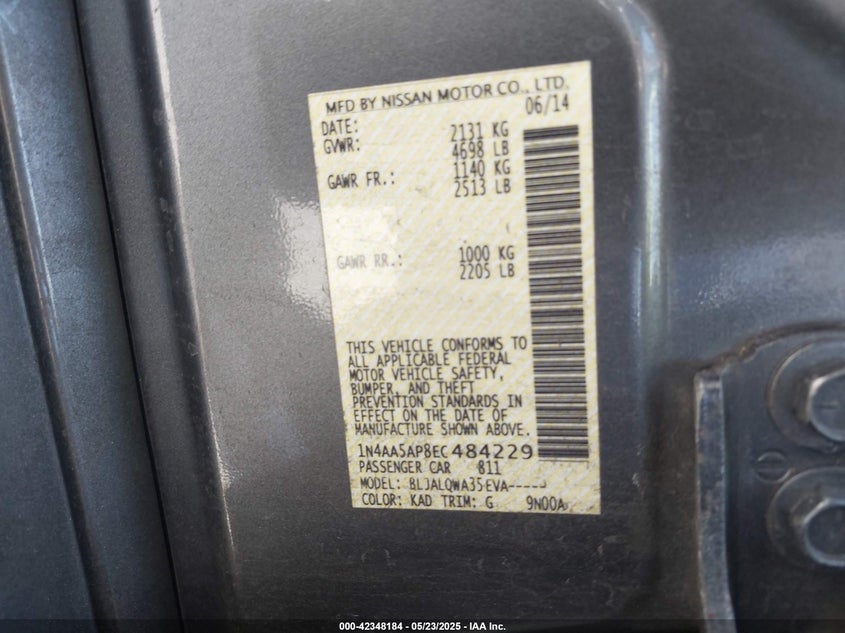 MFD BY NISSAN MOTOR CO., LTD.
DATE: 06/14
GVWR: 2131 KG
4698 LB
GAWR FR.: 1140 KG
2513 LB
GAWR RR.: 1000 KG
2205 LB
THIS VEHICLE CONFORMS TO
ALL APPLICABLE FEDERAL
MOTOR VEHICLE SAFETY,
BUMPER, AND THEFT
PREVENTION STANDARDS IN
EFFECT ON THE DATE OF
MANUFACTURE SHOWN ABOVE.
1N4AA5AP8EC484229
PASSENGER CAR 811
MODEL: BLJALQWA35EVA-----
COLOR: KAD TRIM: G 9N00A
000-42348184 - 05/23/2025 - IAA Inc.